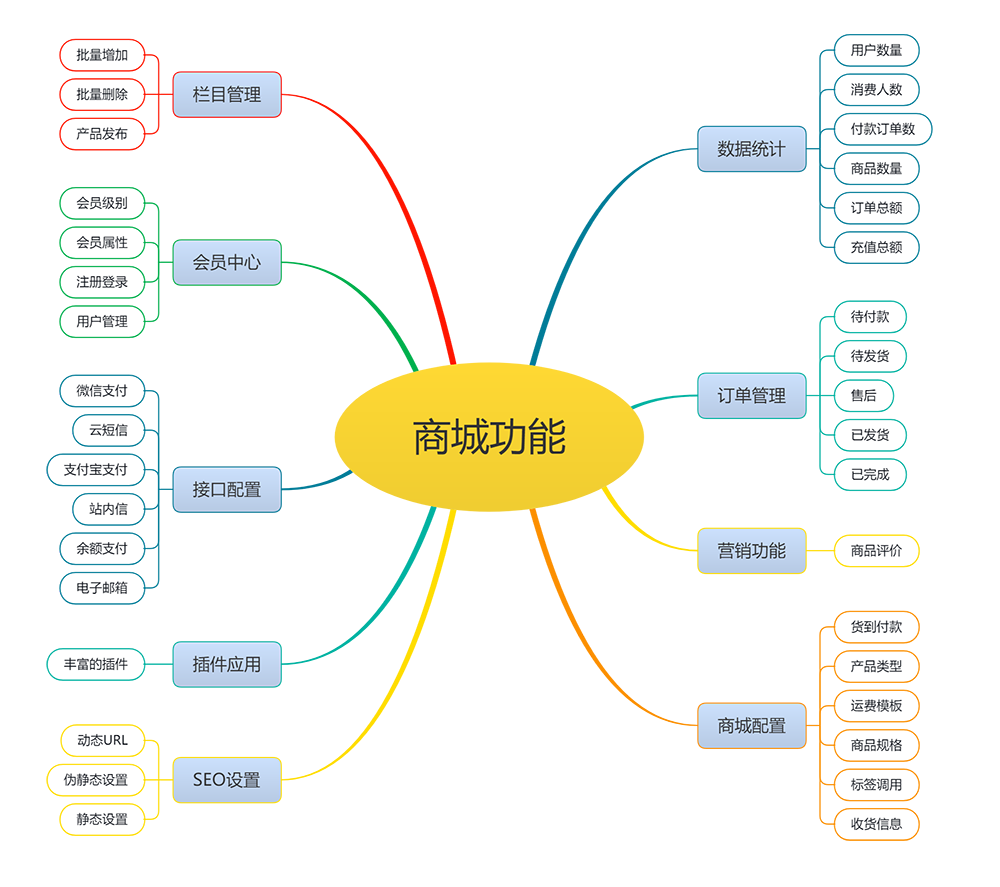 商城功能
栏目管理
批量增加
批量删除
产品发布
会员中心
会员级别
会员属性
注册登录
用户管理
接口配置
微信支付
云短信
支付宝支付
站内信
余额支付
电子邮箱
插件应用
丰富的插件
SEO设置
动态URL
伪静态设置
静态设置
数据统计
用户数量
消费人数
付款订单数
商品数量
订单总额
充值总额
订单管理
待付款
待发货
售后
已发货
已完成
营销功能
商品评价
商城配置
货到付款
产品类型
运费模板
商品规格
标签调用
收货信息